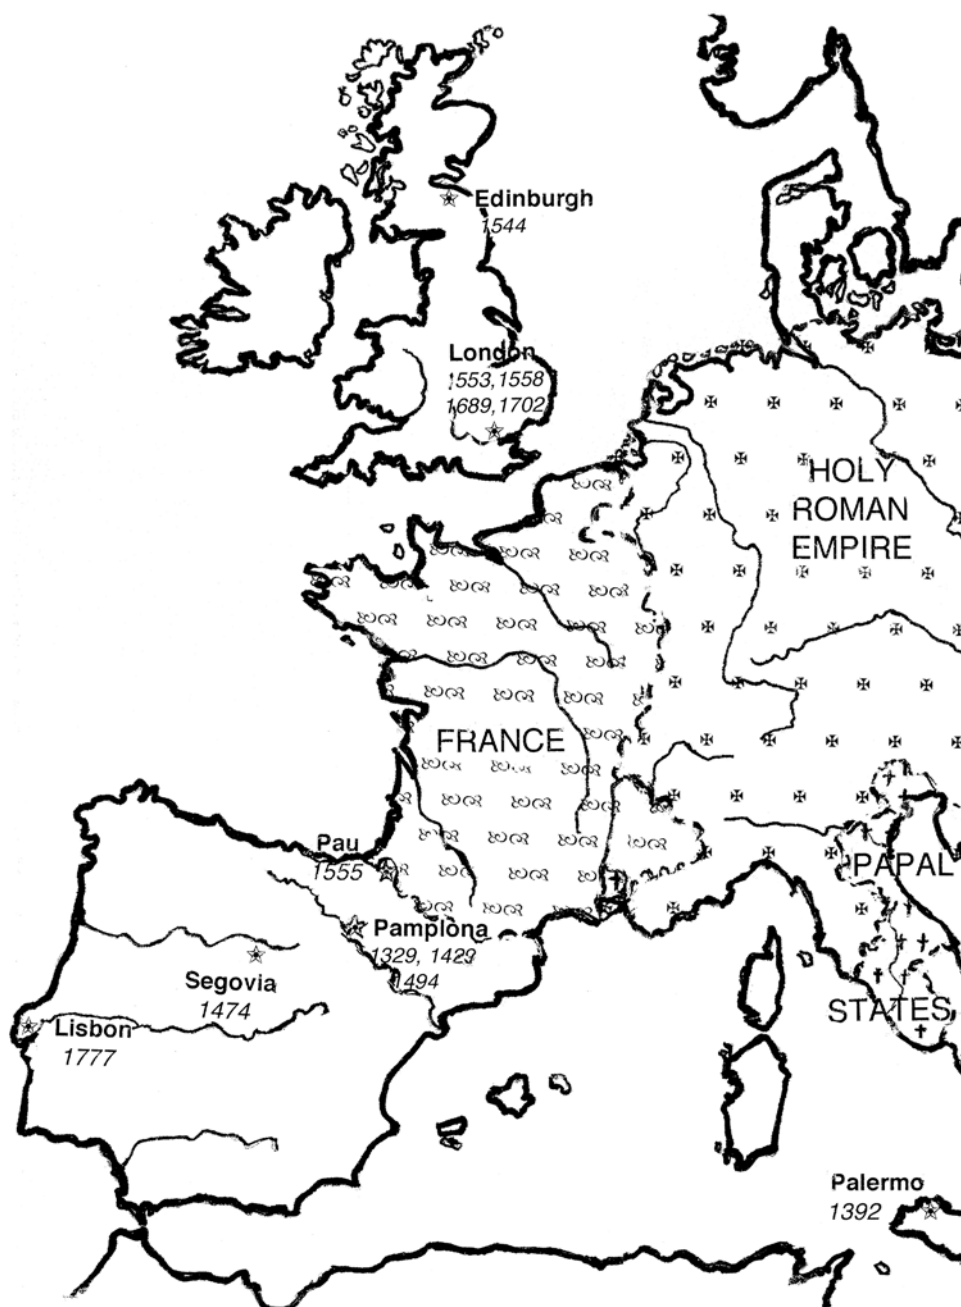 Edinburgh
1544
London
1553, 1558
1689, 1702
HOLY
ROMAN
EMPIRE
FRANCE
Pau
1555
PAPAL
Pamplona
1329, 1429
1494
Segovia
1474
STATES
Lisbon
1777
Palermo
1392